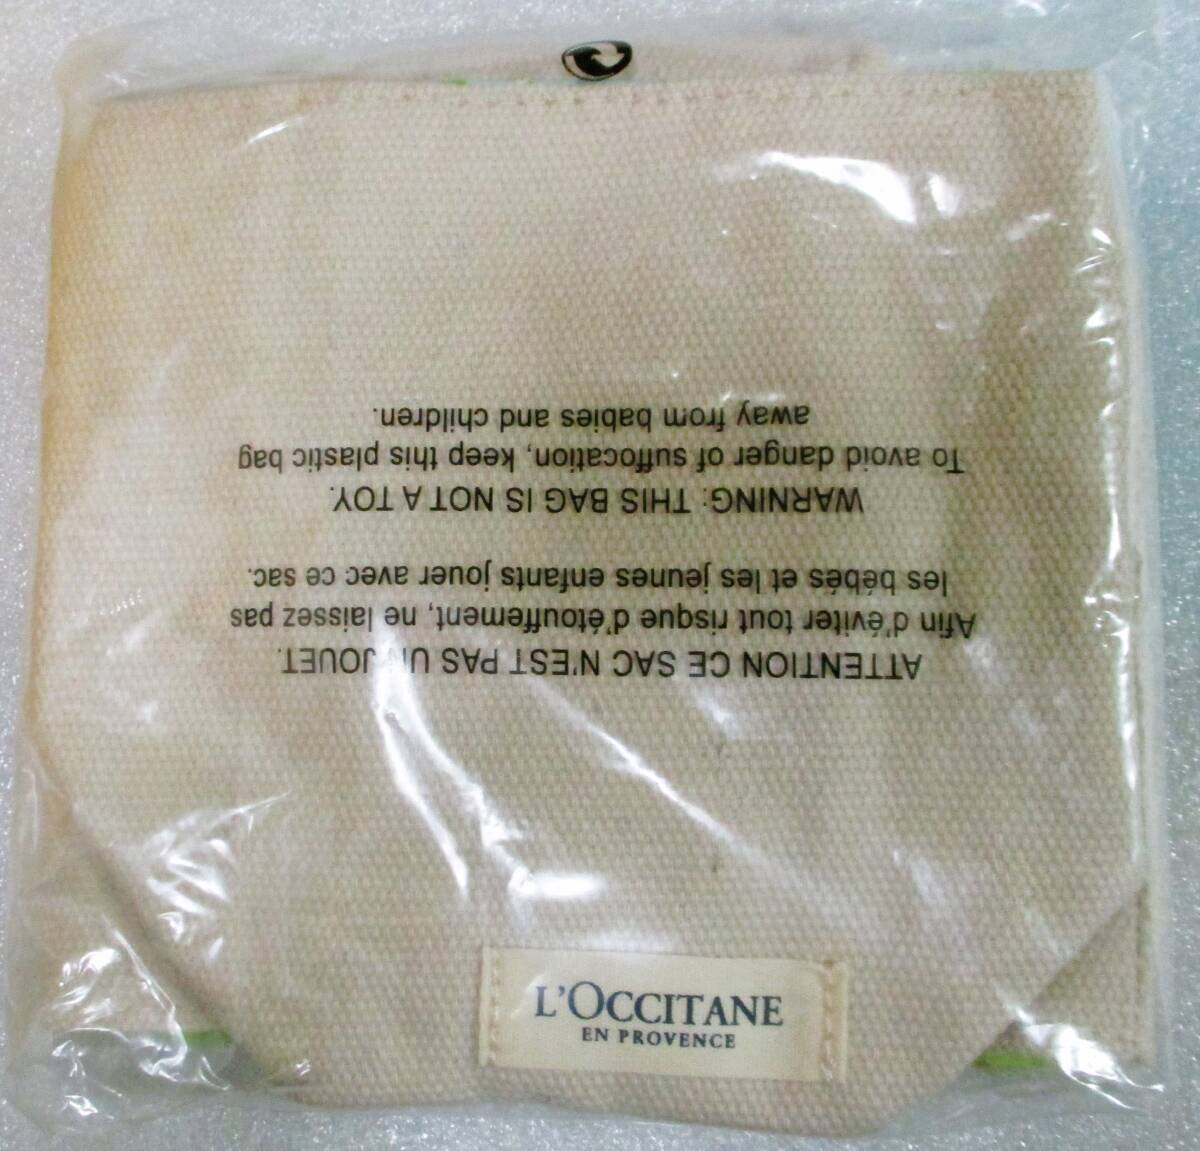 ATTENTION CE SAC N'EST PAS UN JOUET.
Afin d'éviter tout risque d'étouffement, ne laissez pas
les bébés et les jeunes enfants jouer avec ce sac.
WARNING: THIS BAG IS NOT A TOY.
To avoid danger of suffocation, keep this plastic bag
away from babies and children.
L'OCCITANE
EN PROVENCE